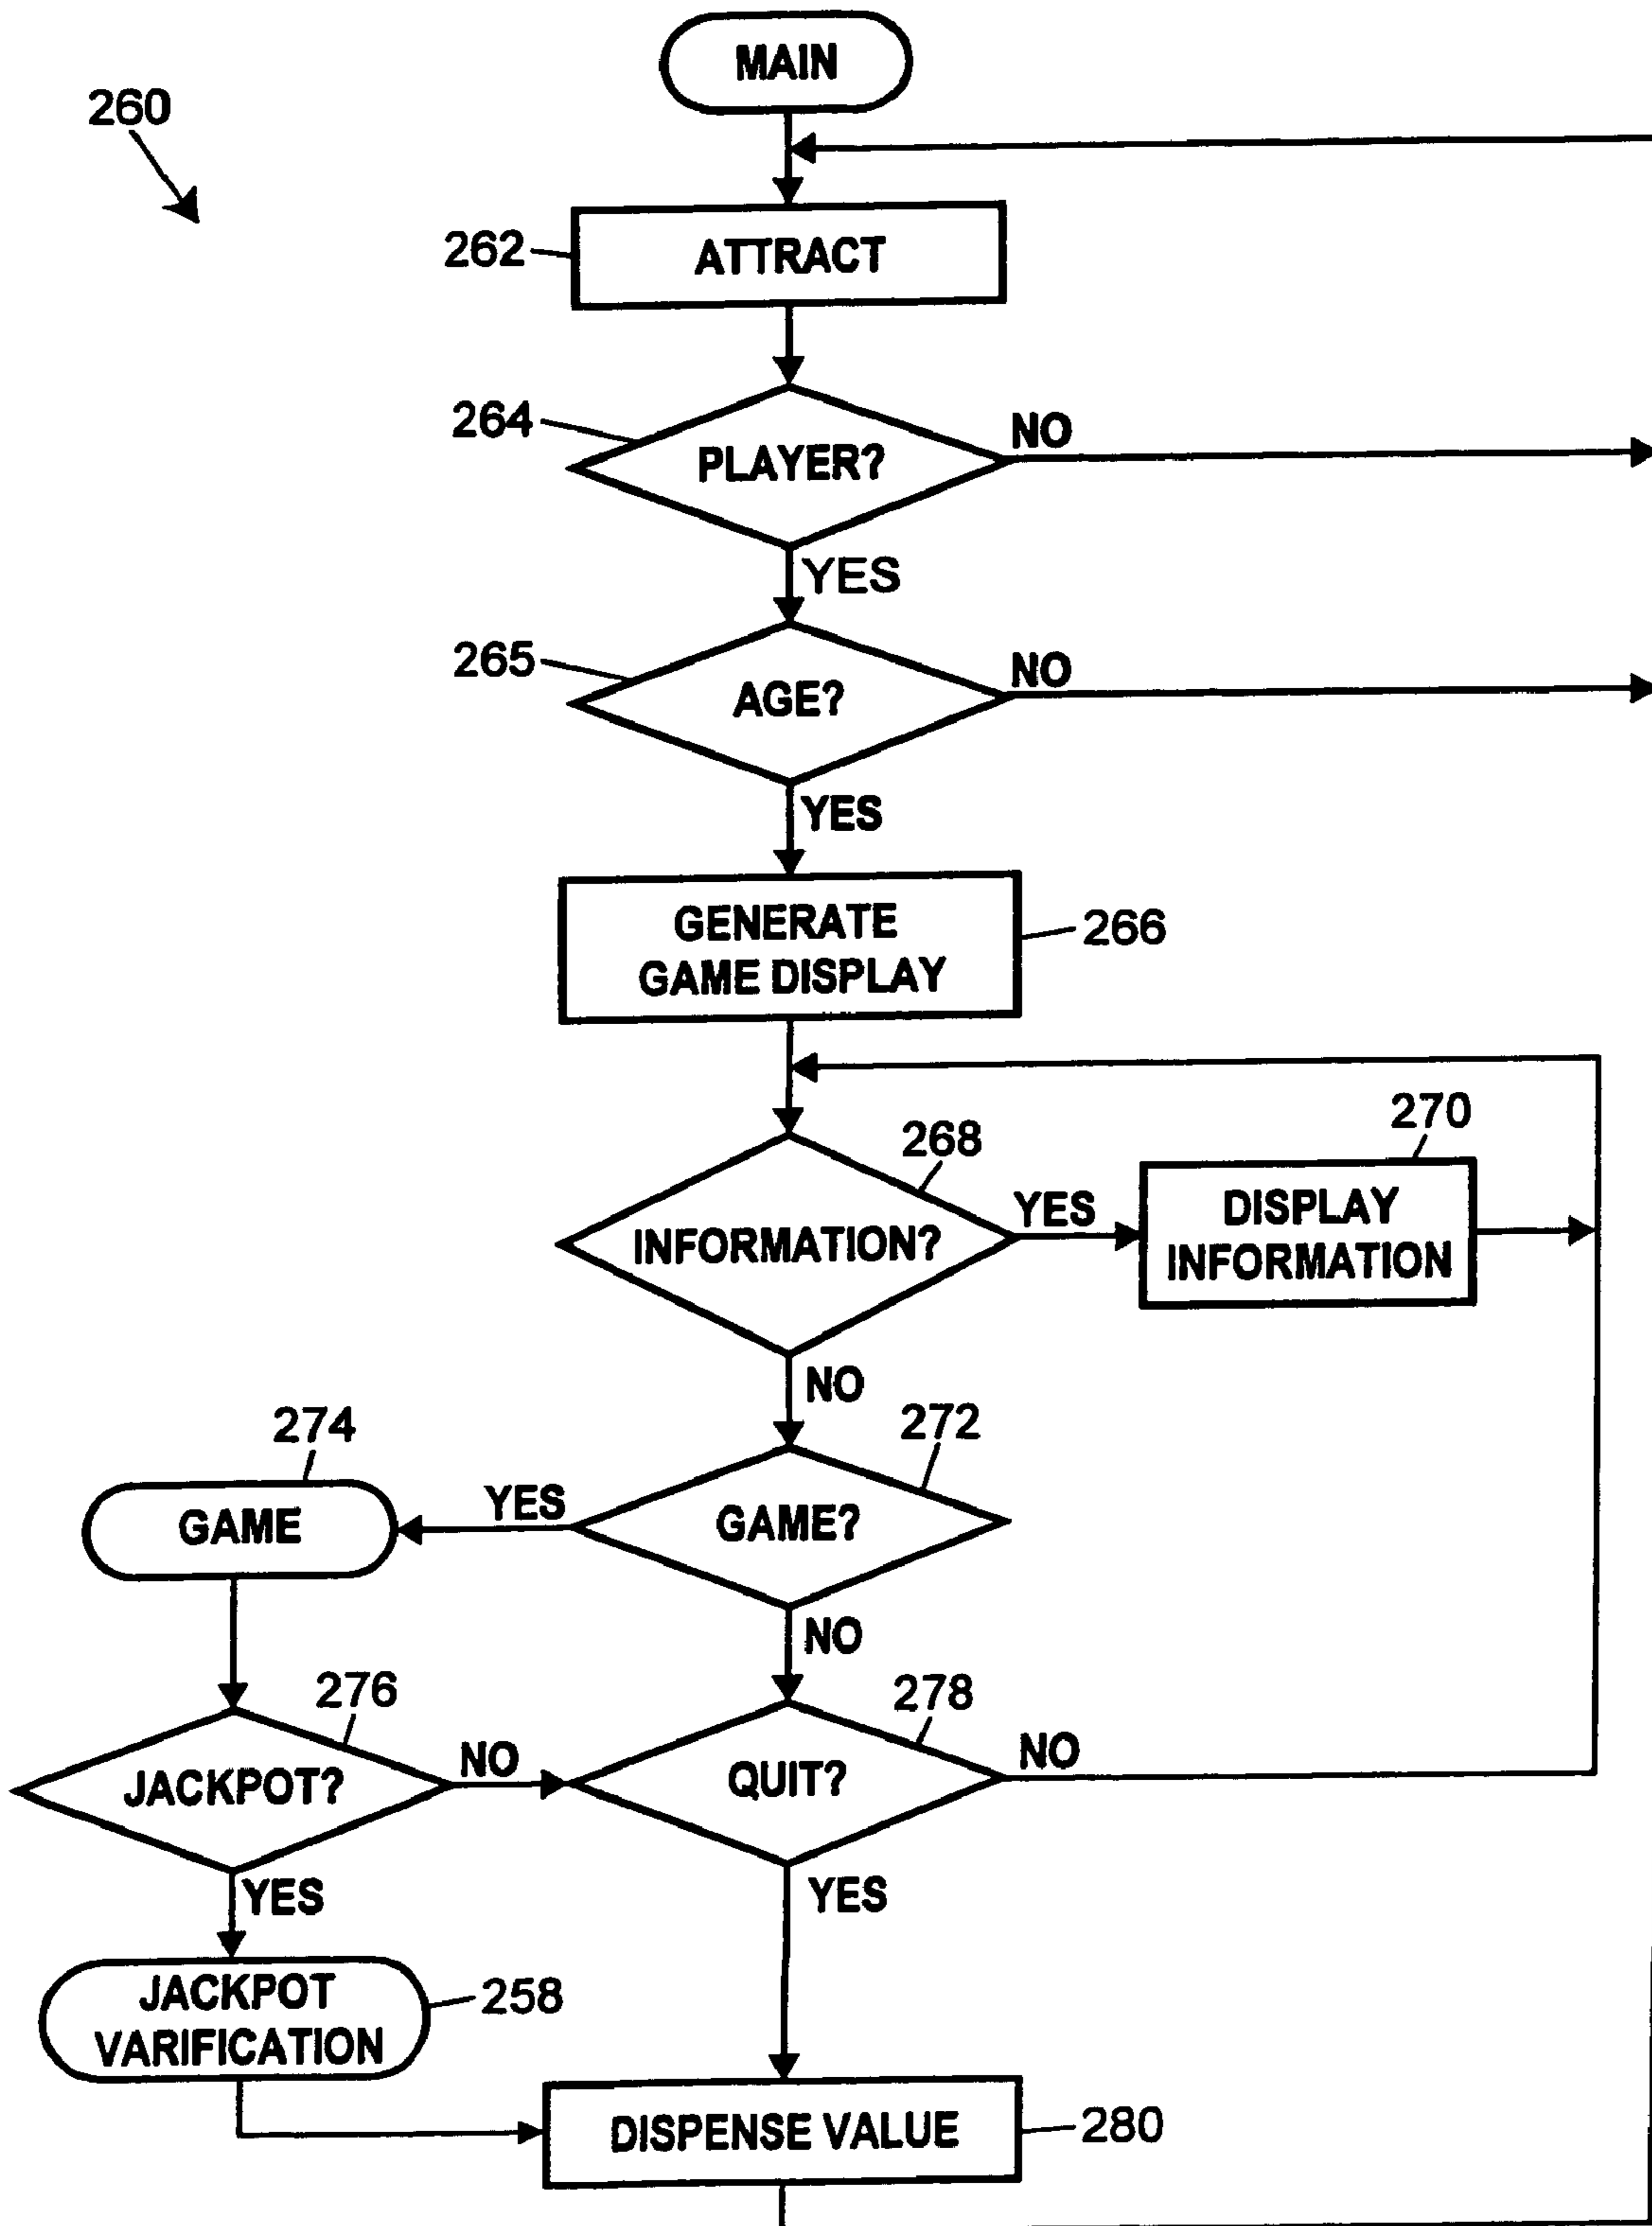 MAIN
260
262
ATTRACT
264
PLAYER?
NO
YES
265
AGE?
NO
YES
GENERATE
GAME DISPLAY
266
268
INFORMATION?
YES
270
DISPLAY
INFORMATION
NO
272
GAME?
YES
274
GAME
NO
276
JACKPOT?
NO
278
QUIT?
NO
YES
YES
JACKPOT
VARIFICATION
258
DISPENSE VALUE
280